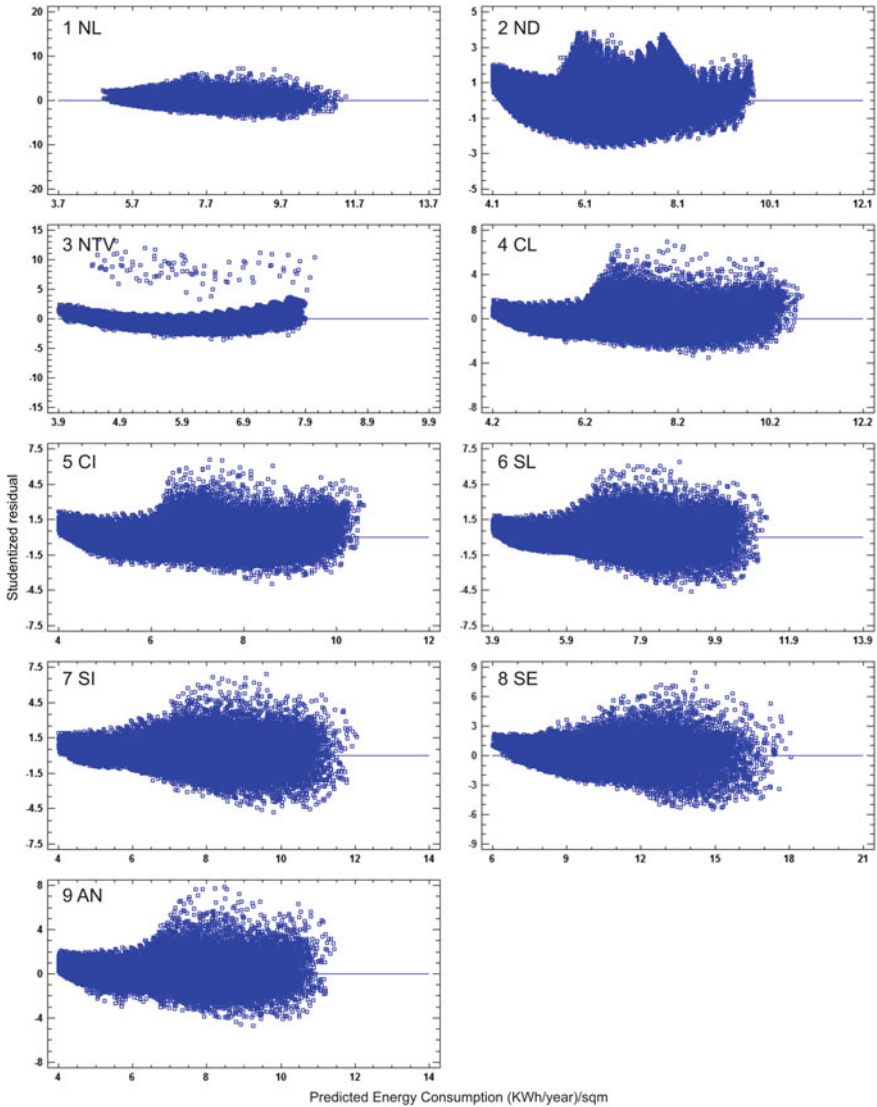 1 NL
20
10
0
-10
-20
3.7 5.7 7.7 9.7 11.7 13.7
2 ND
5
3
1
-1
-3
-5
4.1 6.1 8.1 10.1 12.1
3 NTV
15
10
5
0
-5
-10
-15
3.9 4.9 5.9 6.9 7.9 8.9 9.9
4 CL
8
4
0
-4
-8
4.2 6.2 8.2 10.2 12.2
5 CI
7.5
4.5
1.5
-1.5
-4.5
-7.5
4 6 8 10 12
6 SL
7.5
4.5
1.5
-1.5
-4.5
-7.5
3.9 5.9 7.9 9.9 11.9 13.9
Studentized residual
7 SI
7.5
4.5
1.5
-1.5
-4.5
-7.5
4 6 8 10 12 14
8 SE
9
6
3
0
-3
-6
-9
6 9 12 15 18 21
9 AN
8
4
0
-4
-8
4 6 8 10 12 14
Predicted Energy Consumption (KWh/year)/sqm